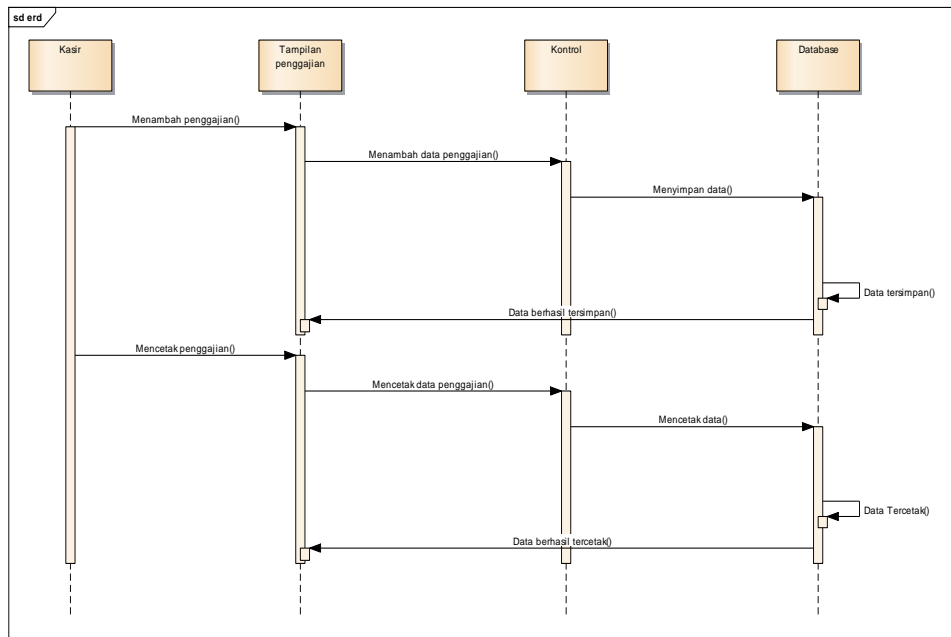 sd erd
Kasir
Tampilan
penggajian
Kontrol
Database
Menambah penggajian()
Menambah data penggajian()
Menyimpan data()
Data tersimpan()
Data berhasil tersimpan()
Mencetak penggajian()
Mencetak data penggajian()
Mencetak data()
Data Tercetak()
Data berhasil tercetak()